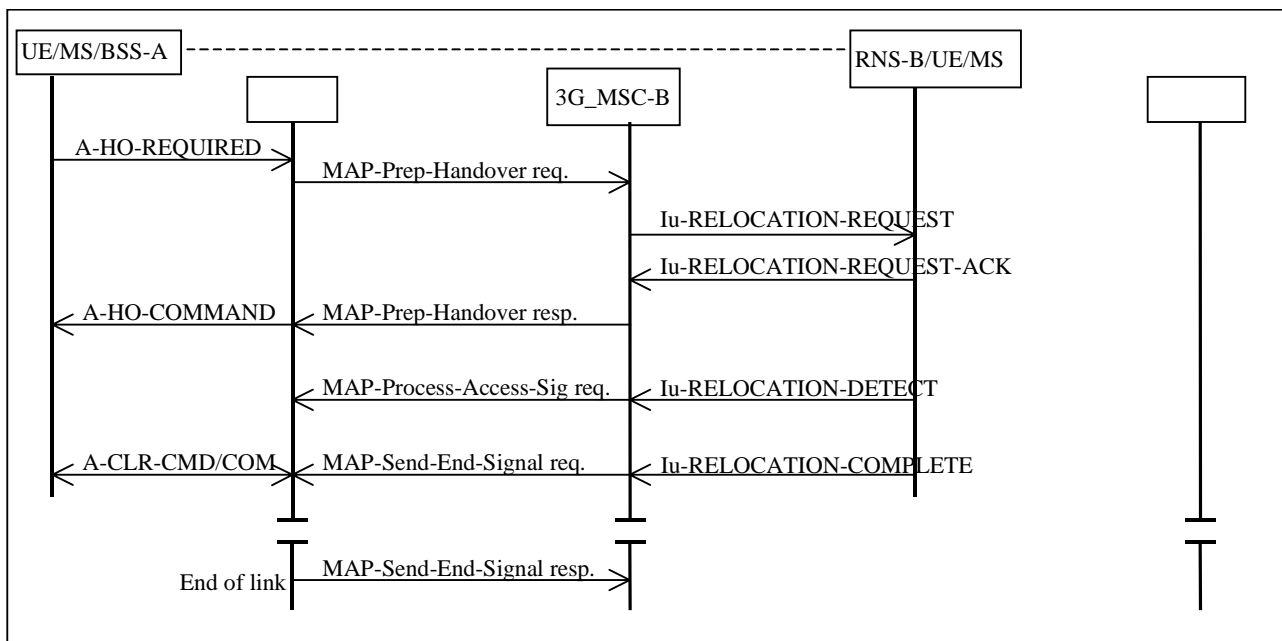 UE/MS/BSS-A
RNS-B/UE/MS
3G_MSC-B
A-HO-REQUIRED
MAP-Prep-Handover req.
Iu-RELOCATION-REQUEST
Iu-RELOCATION-REQUEST-ACK
A-HO-COMMAND
MAP-Prep-Handover resp.
MAP-Process-Access-Sig req.
Iu-RELOCATION-DETECT
A-CLR-CMD/COM
MAP-Send-End-Signal req.
Iu-RELOCATION-COMPLETE
MAP-Send-End-Signal resp.
End of link